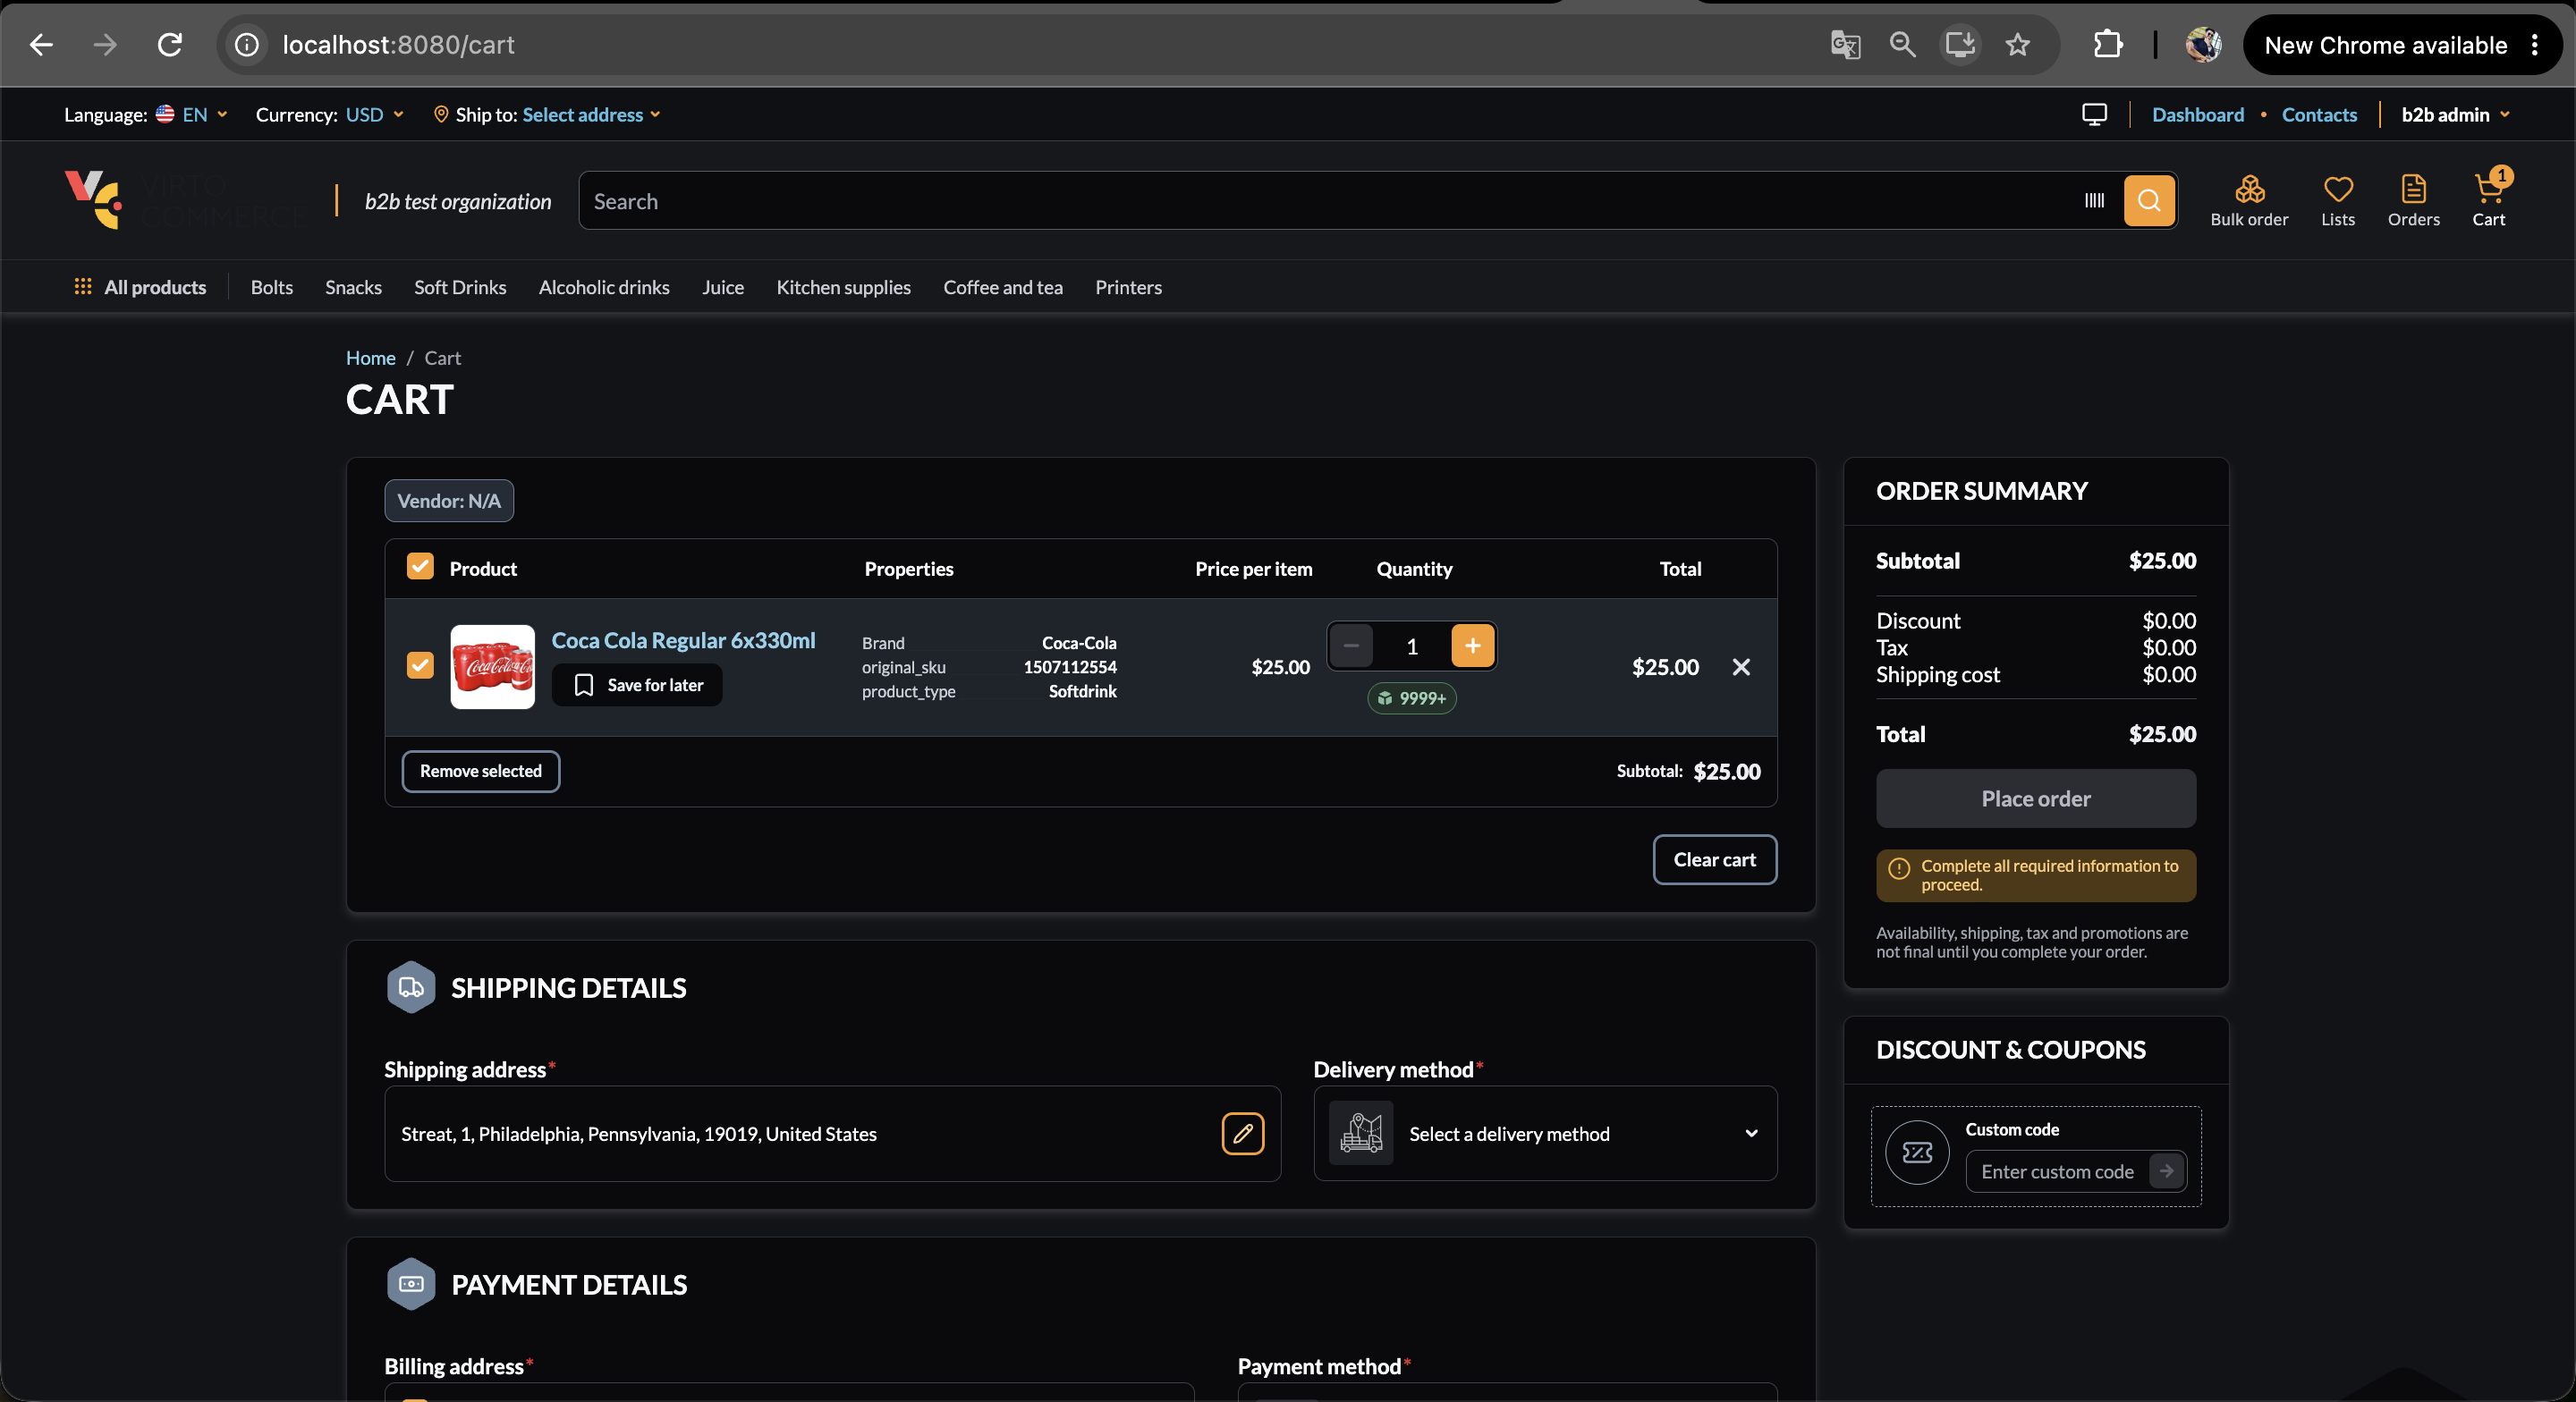 localhost:8080/cart
New Chrome available
Language: EN Currency: USD Ship to: Select address
Dashboard • Contacts b2b admin
VIRTO
COMMERCE
b2b test organization
Search
Bulk order Lists Orders Cart
1
All products Bolts Snacks Soft Drinks Alcoholic drinks Juice Kitchen supplies Coffee and tea Printers
Home / Cart
CART
Vendor: N/A
Product Properties Price per item Quantity Total
Coca Cola Regular 6x330ml
Save for later
Brand Coca-Cola
original_sku 1507112554
product_type Softdrink
$25.00
1
9999+
$25.00
Remove selected
Subtotal: $25.00
Clear cart
SHIPPING DETAILS
Shipping address*
Streat, 1, Philadelphia, Pennsylvania, 19019, United States
Delivery method*
Select a delivery method
PAYMENT DETAILS
Billing address*
Payment method*
ORDER SUMMARY
Subtotal $25.00
Discount $0.00
Tax $0.00
Shipping cost $0.00
Total $25.00
Place order
Complete all required information to
proceed.
Availability, shipping, tax and promotions are
not final until you complete your order.
DISCOUNT & COUPONS
Custom code
Enter custom code